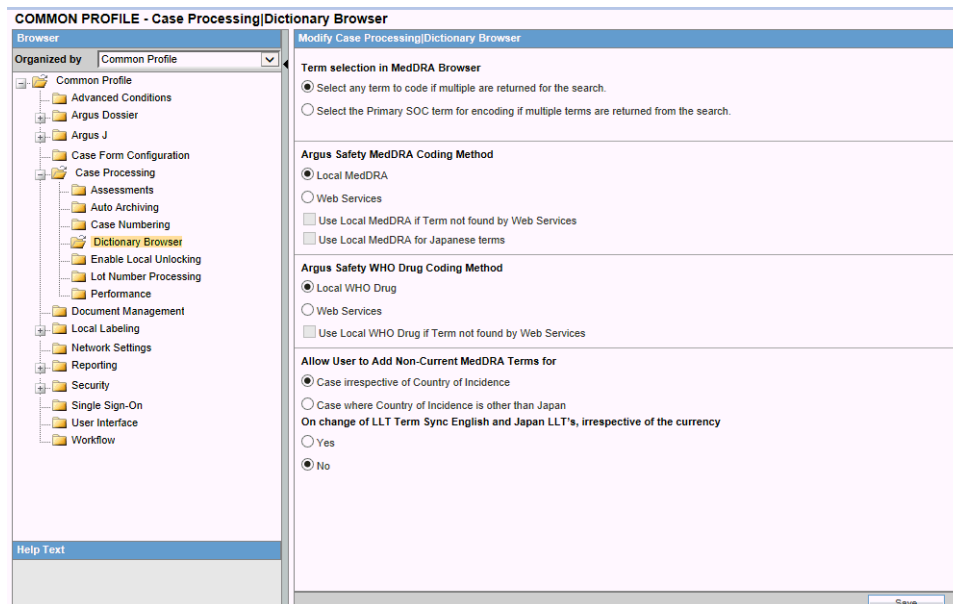 COMMON PROFILE - Case Processing|Dictionary Browser
Browser
Organized by Common Profile
Common Profile
Advanced Conditions
Argus Dossier
Argus J
Case Form Configuration
Case Processing
Assessments
Auto Archiving
Case Numbering
Dictionary Browser
Enable Local Unlocking
Lot Number Processing
Performance
Document Management
Local Labeling
Network Settings
Reporting
Security
Single Sign-On
User Interface
Workflow
Help Text
Modify Case Processing|Dictionary Browser
Term selection in MedDRA Browser
Select any term to code if multiple are returned for the search.
Select the Primary SOC term for encoding if multiple terms are returned from the search.
Argus Safety MedDRA Coding Method
Local MedDRA
Web Services
Use Local MedDRA if Term not found by Web Services
Use Local MedDRA for Japanese terms
Argus Safety WHO Drug Coding Method
Local WHO Drug
Web Services
Use Local WHO Drug if Term not found by Web Services
Allow User to Add Non-Current MedDRA Terms for
Case irrespective of Country of Incidence
Case where Country of Incidence is other than Japan
On change of LLT Term Sync English and Japan LLT's, irrespective of the currency
Yes
No
Save